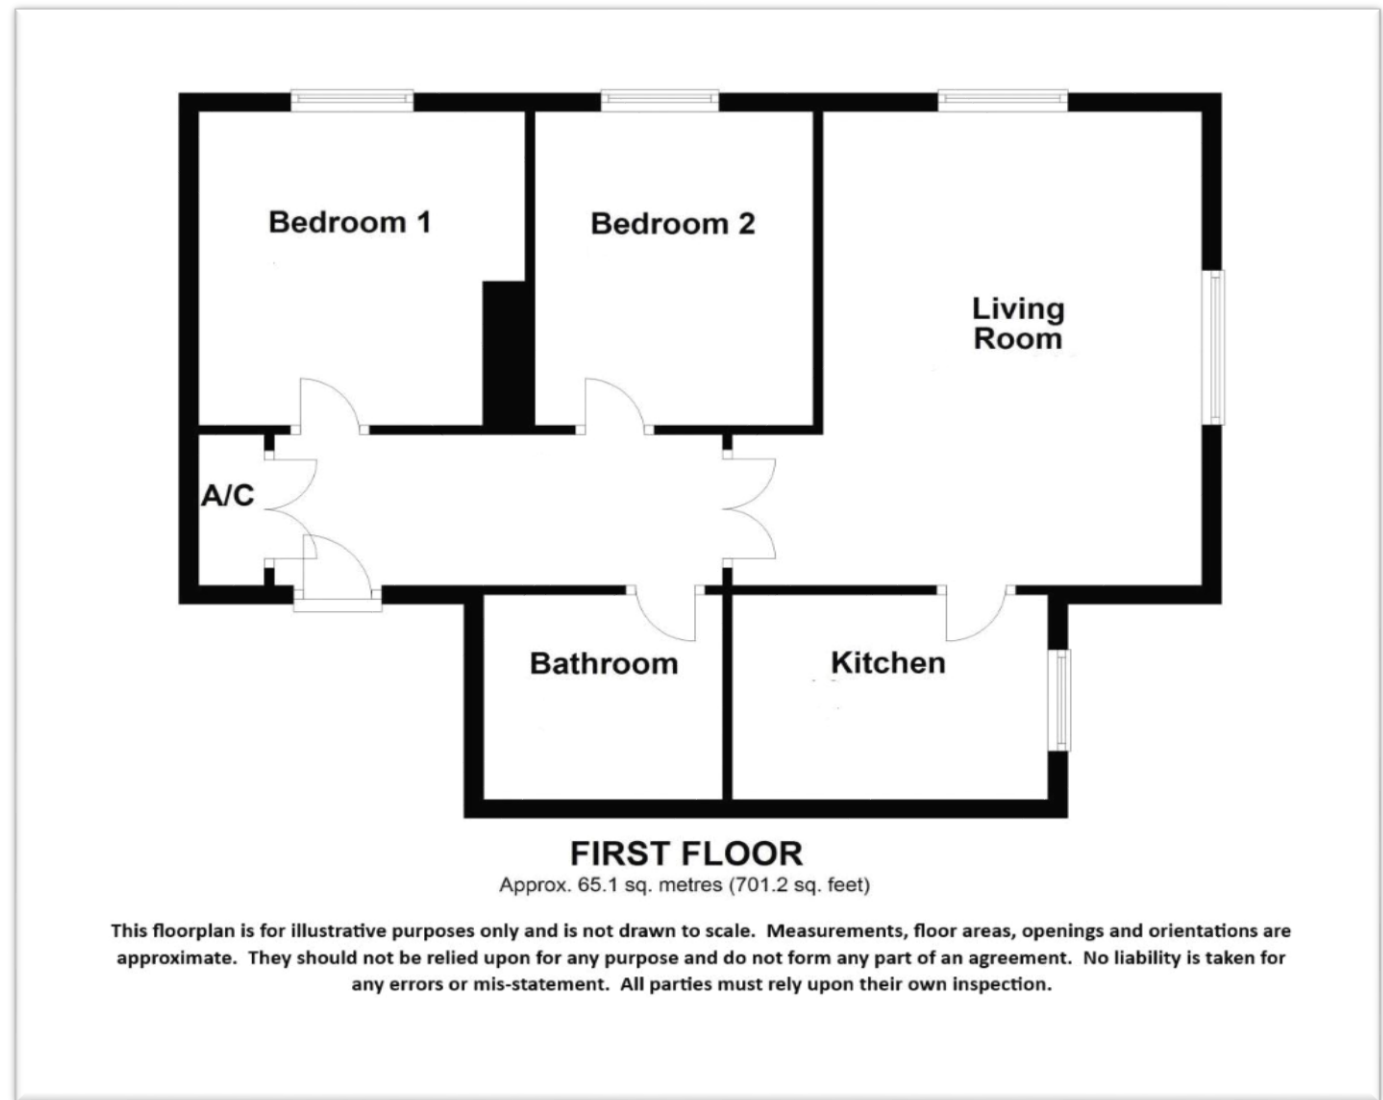 Bedroom 1
Bedroom 2
Living
Room
A/C
Bathroom
Kitchen
FIRST FLOOR
Approx. 65.1 sq. metres (701.2 sq. feet)
This floorplan is for illustrative purposes only and is not drawn to scale.  Measurements, floor areas, openings and orientations are
approximate.  They should not be relied upon for any purpose and do not form any part of an agreement.  No liability is taken for
any errors or mis-statement.  All parties must rely upon their own inspection.